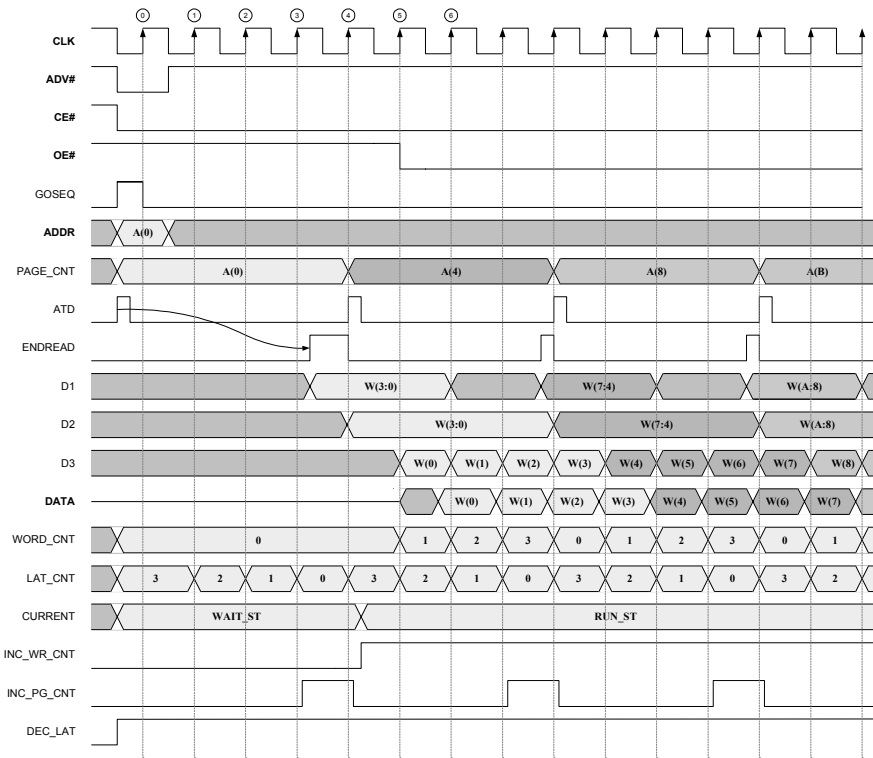 0 1 2 3 4 5 6
CLK
ADV#
CE#
OE#
GOSEQ
ADDR A(0)
PAGE_CNT A(0) A(4) A(8) A(B)
ATD
ENDREAD
D1 W(3:0) W(7:4) W(A:8)
D2 W(3:0) W(7:4) W(A:8)
D3 W(0) W(1) W(2) W(3) W(4) W(5) W(6) W(7) W(8)
DATA W(0) W(1) W(2) W(3) W(4) W(5) W(6) W(7)
WORD_CNT 0 1 2 3 0 1 2 3 0 1
LAT_CNT 3 2 1 0 3 2 1 0 3 2 1 0 3 2
CURRENT WAIT_ST RUN_ST
INC_WR_CNT
INC_PG_CNT
DEC_LAT